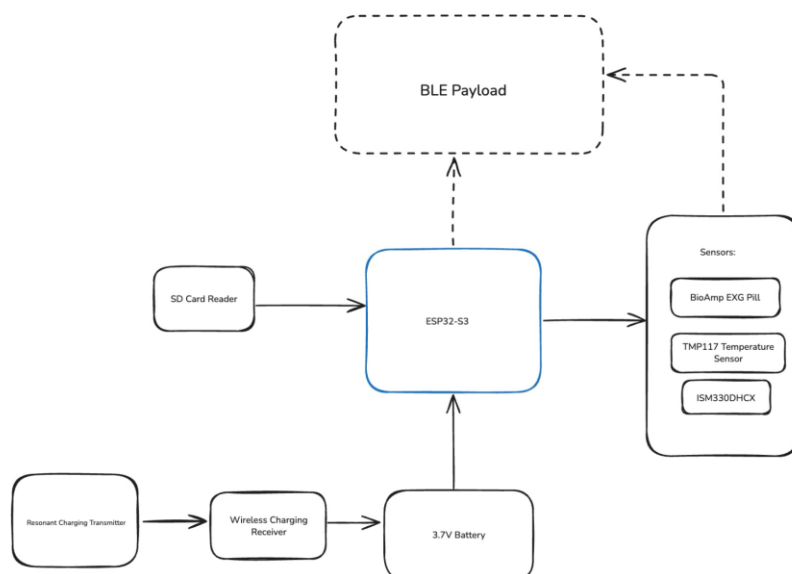 BLE Payload
Sensors:
BioAmp EXG Pill
SD Card Reader
ESP32-S3
TMP117 Temperature
Sensor
ISM330DHCX
Resonant Charging Transmitter
Wireless Charging
Receiver
3.7V Battery